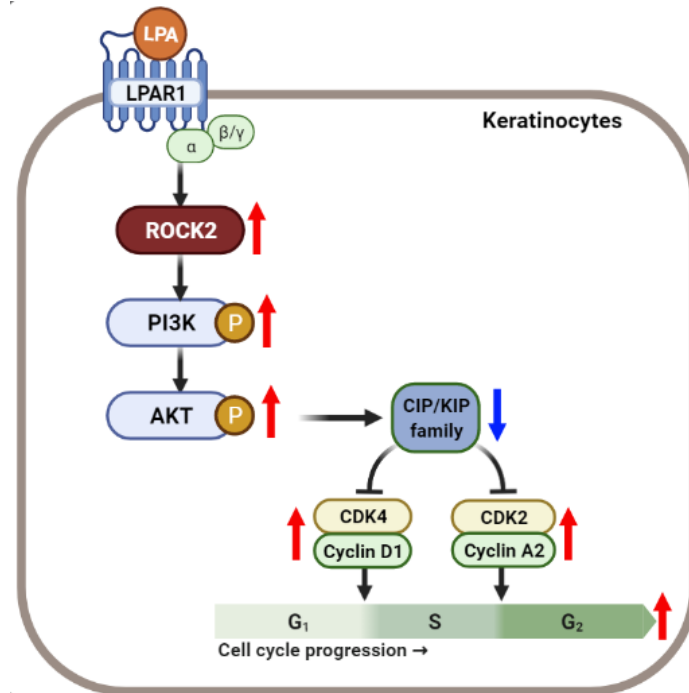 LPA
LPAR1
Keratinocytes
β/γ
α
ROCK2
PI3K
P
AKT
P
CIP/KIP
family
CDK4
CDK2
Cyclin D1
Cyclin A2
G₁
S
G₂
Cell cycle progression →